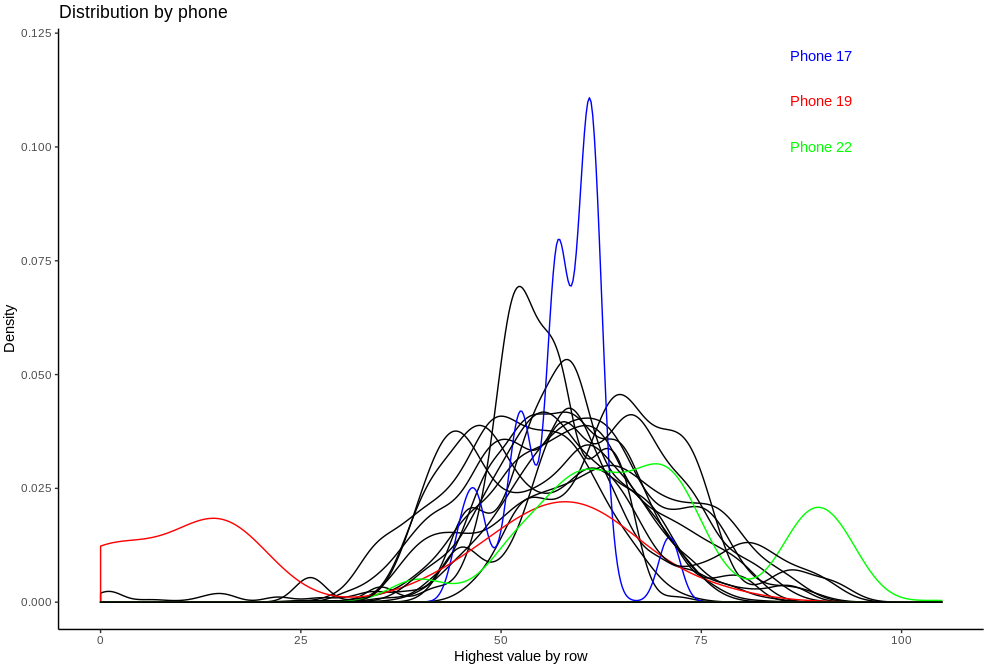 Distribution by phone
0.125
Phone 17
Phone 19
0.100
Phone 22
0.075
Density
0.050
0.025
0.000
0 25 50 75 100
Highest value by row